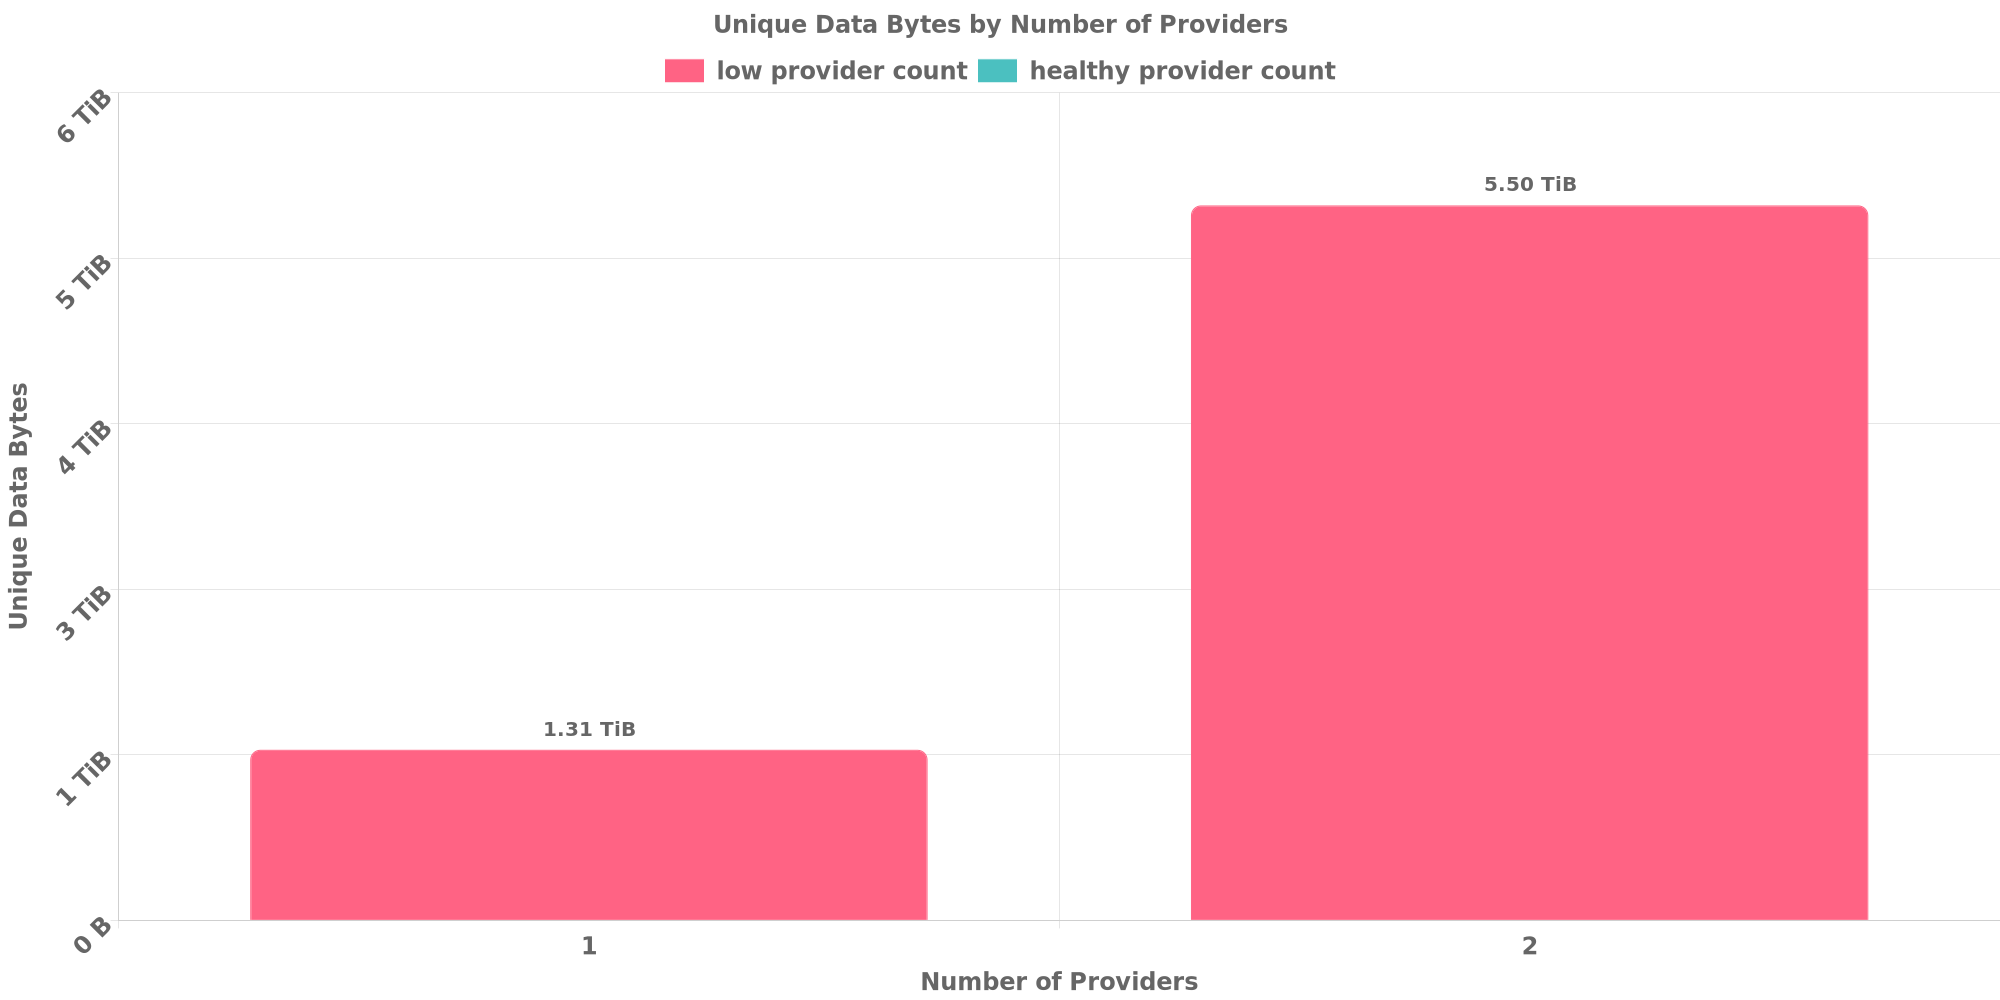 Unique Data Bytes by Number of Providers
low provider count healthy provider count
6 TiB
5 TiB
4 TiB
3 TiB
1 TiB
0 B
Unique Data Bytes
1.31 TiB
5.50 TiB
1 2
Number of Providers